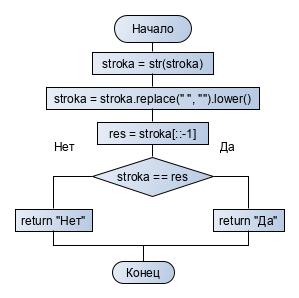 Начало
stroka = str(stroka)
stroka = stroka.replace(" ", "").lower()
res = stroka[::-1]
Нет
Да
stroka == res
return "Нет"
return "Да"
Конец